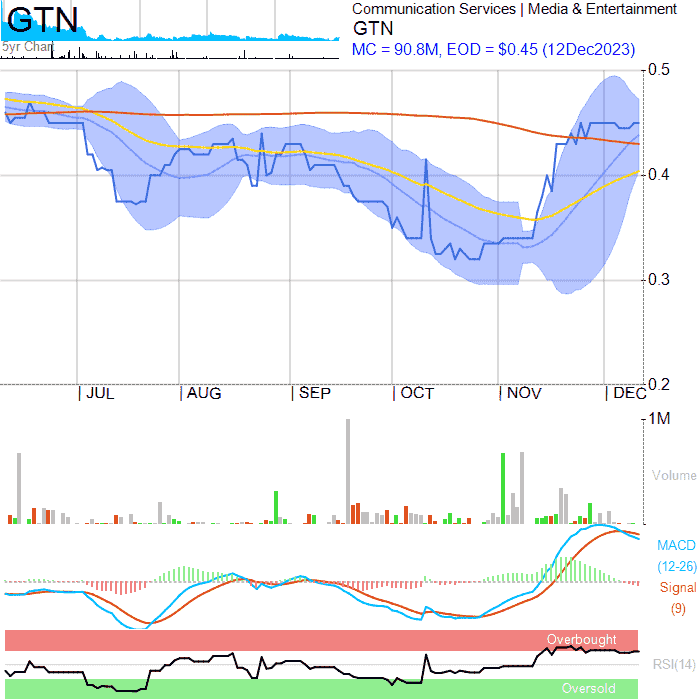 GTN
5yr Chart
Communication Services | Media & Entertainment
GTN
MC = 90.8M, EOD = $0.45 (12Dec2023)
0.5
0.4
0.3
0.2
JUL AUG SEP OCT NOV DEC
1M
Volume
MACD
(12-26)
Signal
(9)
Overbought
RSI(14)
Oversold